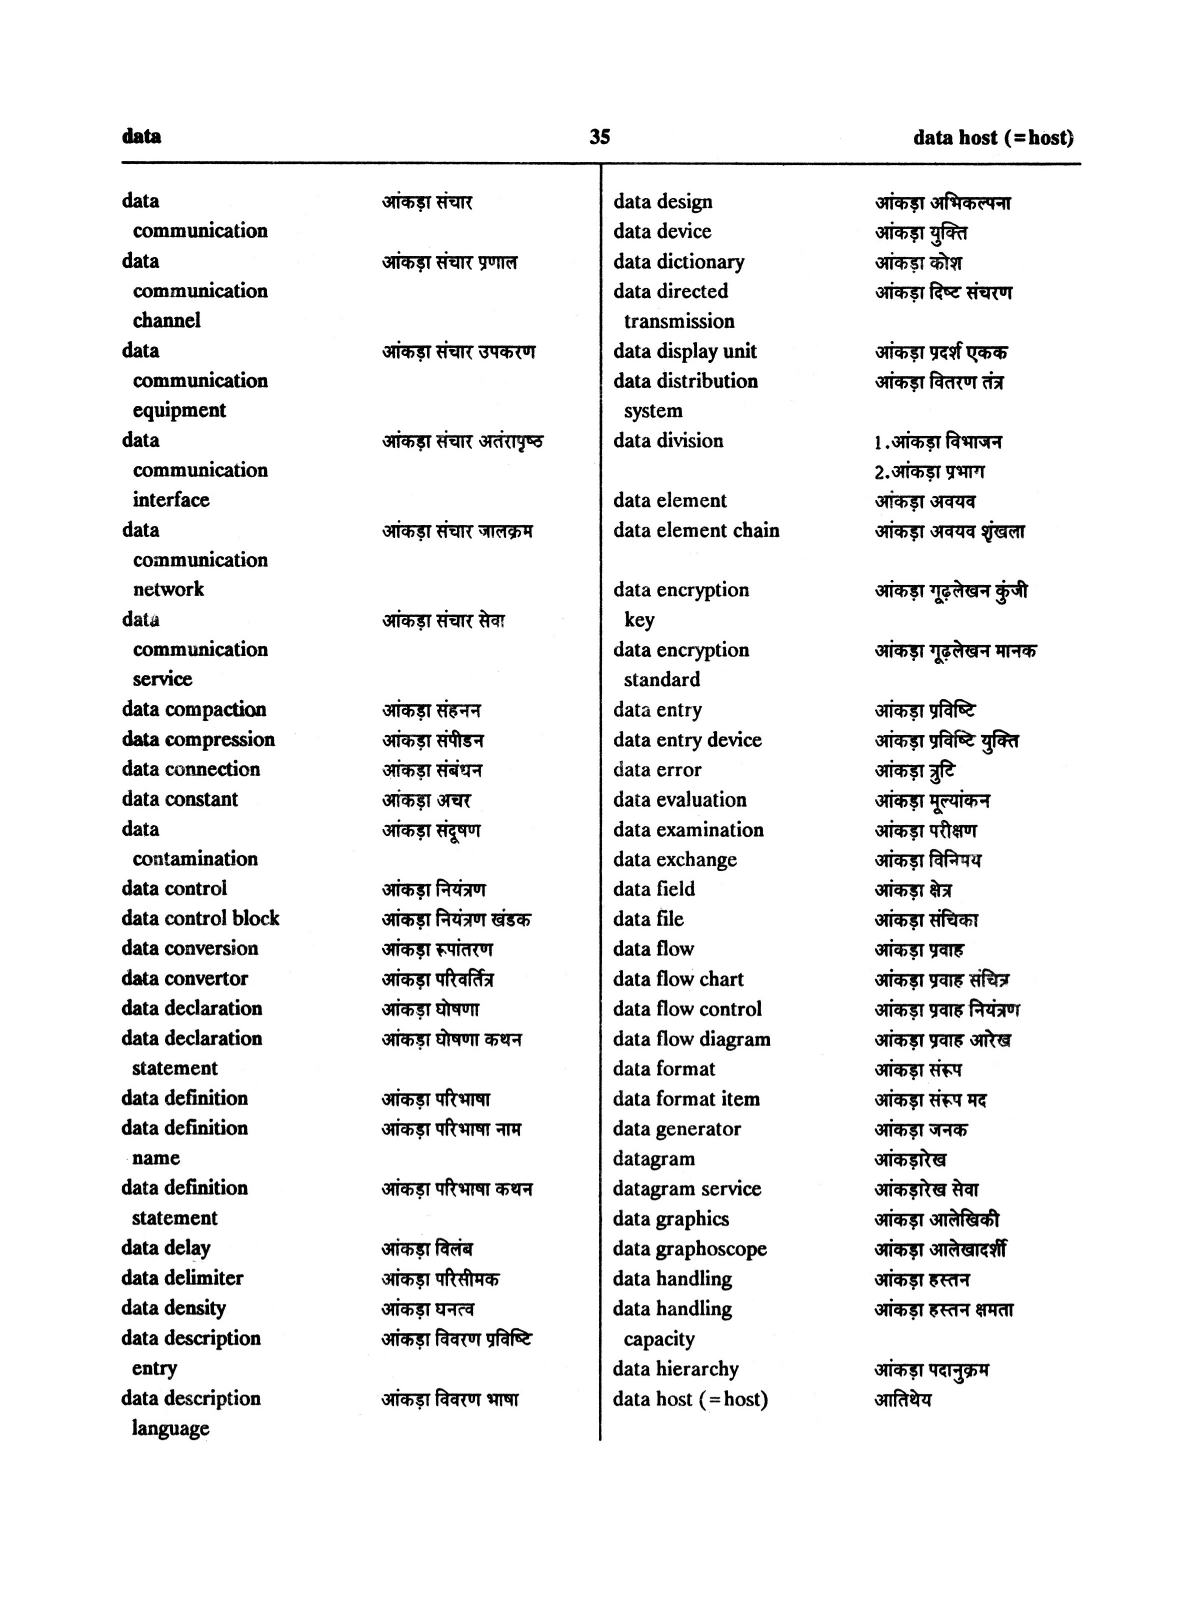 data 35 data host (=host)
data आंकड़ा संचार
communication
data आंकड़ा संचार प्रणाल
communication
channel
data आंकड़ा संचार उपकरण
communication
equipment
data आंकड़ा संचार अतंरापृष्ठ
communication
interface
data आंकड़ा संचार जालक्रम
communication
network
data आंकड़ा संचार सेवा
communication
service
data compaction आंकड़ा संहनन
data compression आंकड़ा संपीडन
data connection आंकड़ा संबंधन
data constant आंकड़ा अचर
data आंकड़ा संदूषण
contamination
data control आंकड़ा नियंत्रण
data control block आंकड़ा नियंत्रण खंडक
data conversion आंकड़ा रूपांतरण
data convertor आंकड़ा परिवर्तित्र
data declaration आंकड़ा घोषणा
data declaration आंकड़ा घोषणा कथन
statement
data definition आंकड़ा परिभाषा
data definition आंकड़ा परिभाषा नाम
name
data definition आंकड़ा परिभाषा कथन
statement
data delay आंकड़ा विलंब
data delimiter आंकड़ा परिसीमक
data density आंकड़ा घनत्व
data description आंकड़ा विवरण प्रविष्टि
entry
data description आंकड़ा विवरण भाषा
language
data design आंकड़ा अभिकल्पना
data device आंकड़ा युक्ति
data dictionary आंकड़ा कोश
data directed आंकड़ा दिष्ट संचरण
transmission
data display unit आंकड़ा प्रदर्श एकक
data distribution आंकड़ा वितरण तंत्र
system
data division 1.आंकड़ा विभाजन
2.आंकड़ा प्रभाग
data element आंकड़ा अवयव
data element chain आंकड़ा अवयव शृंखला
data encryption आंकड़ा गूढ़लेखन कुंजी
key
data encryption आंकड़ा गूढ़लेखन मानक
standard
data entry आंकड़ा प्रविष्टि
data entry device आंकड़ा प्रविष्टि युक्ति
data error आंकड़ा त्रुटि
data evaluation आंकड़ा मूल्यांकन
data examination आंकड़ा परीक्षण
data exchange आंकड़ा विनिमय
data field आंकड़ा क्षेत्र
data file आंकड़ा संचिका
data flow आंकड़ा प्रवाह
data flow chart आंकड़ा प्रवाह संचित्र
data flow control आंकड़ा प्रवाह नियंत्रण
data flow diagram आंकड़ा प्रवाह आरेख
data format आंकड़ा संरूप
data format item आंकड़ा संरूप मद
data generator आंकड़ा जनक
datagram आंकड़ारेख
datagram service आंकड़ारेख सेवा
data graphics आंकड़ा आलेखिकी
data graphoscope आंकड़ा आलेखादर्शी
data handling आंकड़ा हस्तन
data handling आंकड़ा हस्तन क्षमता
capacity
data hierarchy आंकड़ा पदानुक्रम
data host (=host) आतिथेय